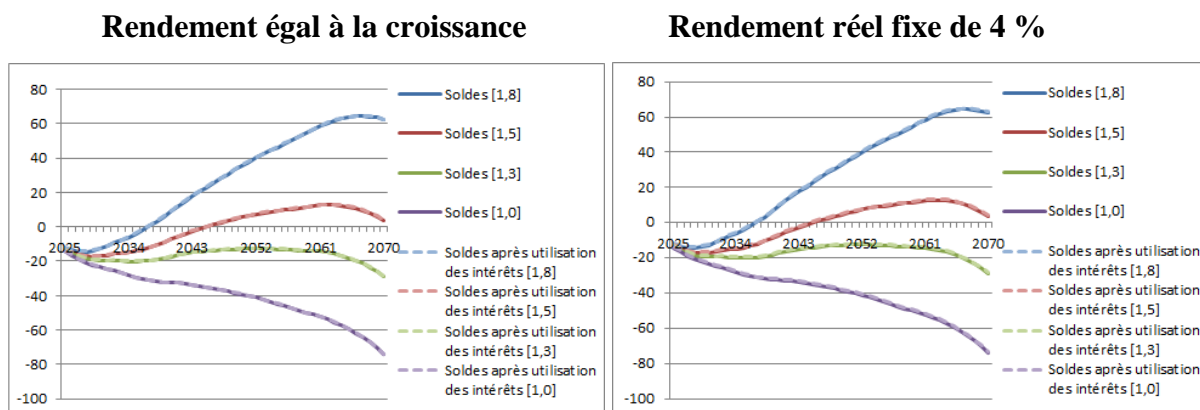 Rendement égal à la croissance
Rendement réel fixe de 4 %
80
60
40
20
0
-20
-40
-60
-80
-100
2025 2034 2043 2052 2061 2070
Soldes [1,8]
Soldes [1,5]
Soldes [1,3]
Soldes [1,0]
Soldes après utilisation
des intérêts [1,8]
Soldes après utilisation
des intérêts [1,5]
Soldes après utilisation
des intérêts [1,3]
Soldes après utilisation
des intérêts [1,0]
80
60
40
20
0
-20
-40
-60
-80
-100
2025 2034 2043 2052 2061 2070
Soldes [1,8]
Soldes [1,5]
Soldes [1,3]
Soldes [1,0]
Soldes après utilisation
des intérêts [1,8]
Soldes après utilisation
des intérêts [1,5]
Soldes après utilisation
des intérêts [1,3]
Soldes après utilisation
des intérêts [1,0]